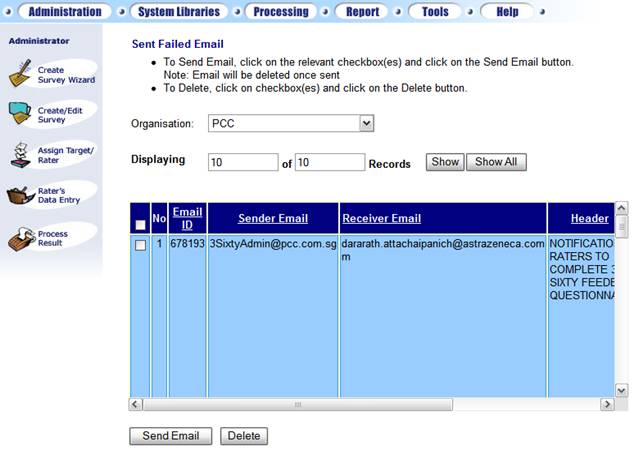 Administration System Libraries Processing Report Tools Help
Administrator
Create
Survey Wizard
Create/Edit
Survey
Assign Target/
Rater
Rater's
Data Entry
Process
Result
Sent Failed Email
• To Send Email, click on the relevant checkbox(es) and click on the Send Email button.
Note: Email will be deleted once sent
• To Delete, click on checkbox(es) and click on the Delete button.
Organisation: PCC
Displaying 10 of 10 Records Show Show All
No Email ID Sender Email Receiver Email Header
1 678193 3SixtyAdmin@pcc.com.sg dararath.attachaipanich@astrazeneca.com
m
NOTIFICATIO
RATERS TO
COMPLETE 3
SIXTY FEEDB
QUESTIONNA
Send Email Delete